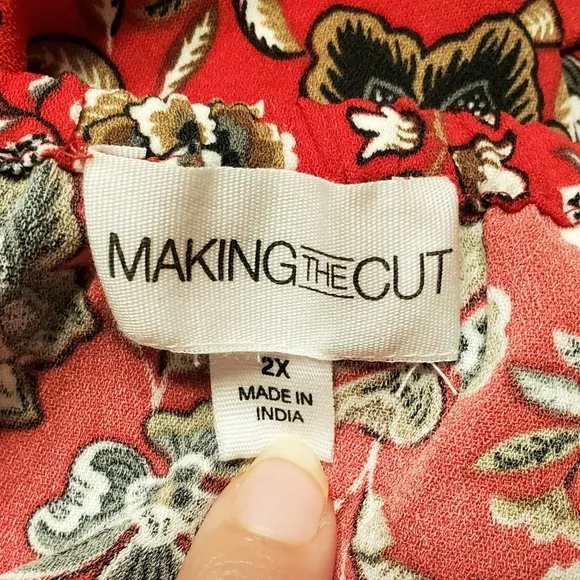 MAKING THE CUT
2X
MADE IN
INDIA